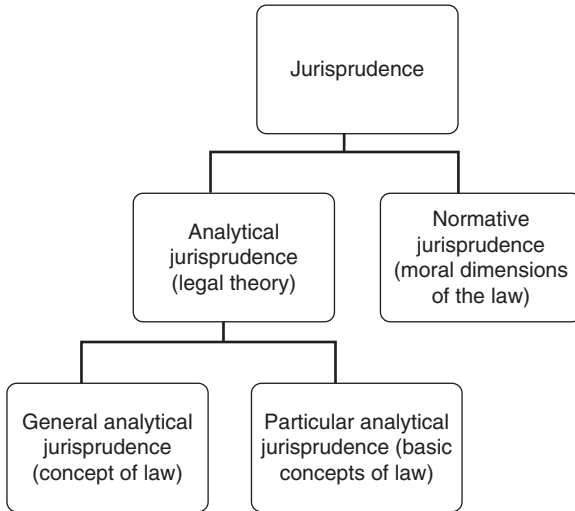 Jurisprudence
Analytical
jurisprudence
(legal theory)
Normative
jurisprudence
(moral dimensions
of the law)
General analytical
jurisprudence
(concept of law)
Particular analytical
jurisprudence (basic
concepts of law)